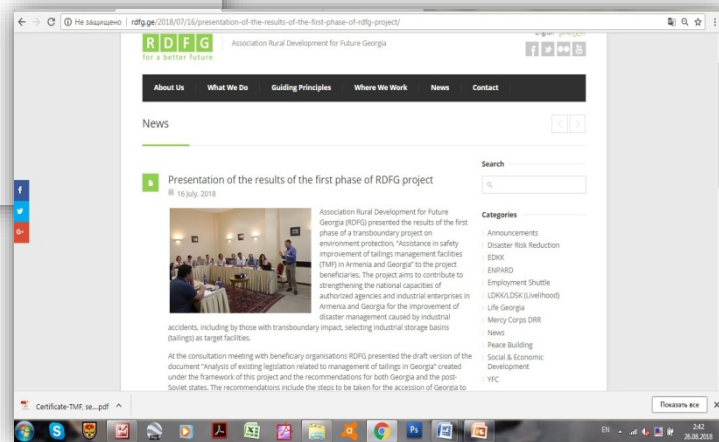 Не защищено | rdfg.ge/2018/07/16/presentation-of-the-results-of-the-first-phase-of-rdfg-project/
R D F G
for a better future
Association Rural Development for Future Georgia
English
About Us What We Do Guiding Principles Where We Work News Contact
News
Presentation of the results of the first phase of RDFG project
16 July, 2018
Association Rural Development for Future
Georgia (RDFG) presented the results of the first
phase of a transboundary project on
environment protection, "Assistance in safety
improvement of tailings management facilities
(TMF) in Armenia and Georgia" to the project
beneficiaries. The project aims to contribute to
strengthening the national capacities of
authorized agencies and industrial enterprises in
Armenia and Georgia for the improvement of
disaster management caused by industrial
accidents, including by those with transboundary impact, selecting industrial storage basins
(tailings) as target facilities.
At the consultation meeting with beneficiary organisations RDFG presented the draft version of the
document "Analysis of existing legislation related to management of tailings in Georgia" created
under the framework of this project and the recommendations for both Georgia and the post-
Soviet states. The recommendations include the steps to be taken for the accession of Georgia to
Search
Categories
Announcements
Disaster Risk Reduction
EDKK
ENPARD
Employment Shuttle
LDKK/LDSK (Livelihood)
Life Georgia
Mercy Corps DRR
News
Peace Building
Social & Economic
Development
YFC
Certificate-TMF, se....pdf
Показать все
EN
2:42
26.08.2018